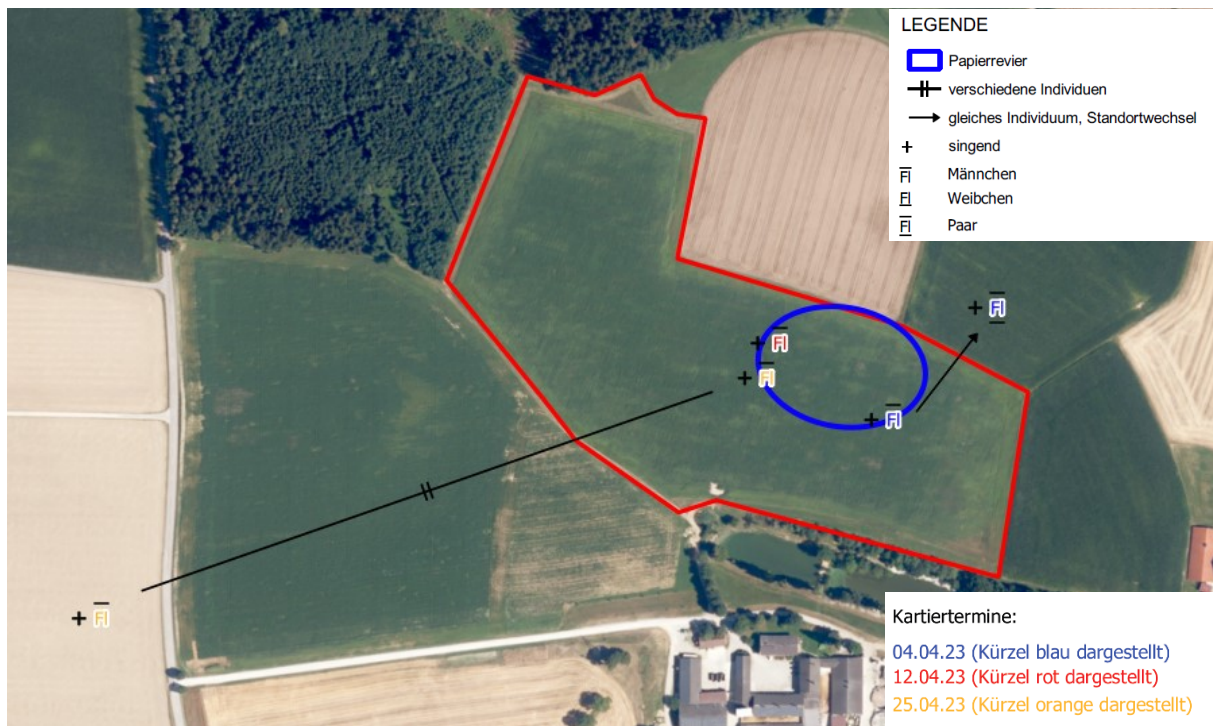 LEGENDE
Papierrevier
verschiedene Individuen
gleiches Individuum, Standortwechsel
+ singend
Fl Männchen
Fl Weibchen
Fl Paar
+ Fl
+ Fl
+ Fl
+ Fl
+ Fl
Kartiertermine:
04.04.23 (Kürzel blau dargestellt)
12.04.23 (Kürzel rot dargestellt)
25.04.23 (Kürzel orange dargestellt)